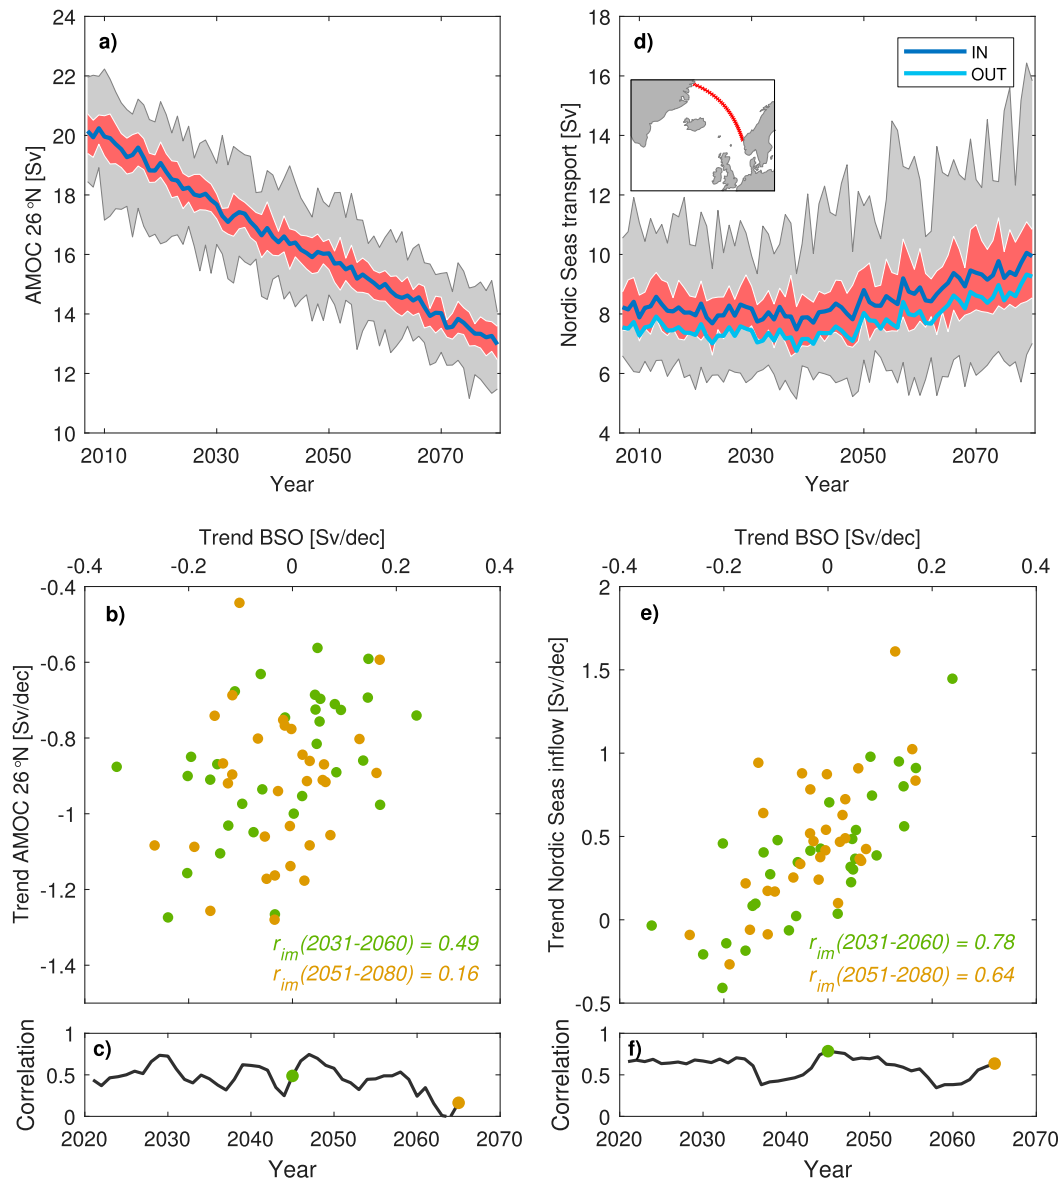 a)
24
22
20
18
16
14
12
10
AMOC 26°N [Sv]
2010 2030 2050 2070
Year
d)
IN
OUT
18
16
14
12
10
8
6
4
Nordic Seas transport [Sv]
2010 2030 2050 2070
Year
Trend BSO [Sv/dec]
-0.4 -0.2 0 0.2 0.4
b)
-0.4
-0.6
-0.8
-1
-1.2
-1.4
Trend AMOC 26°N [Sv/dec]
r_im(2031-2060) = 0.49
r_im(2051-2080) = 0.16
Trend BSO [Sv/dec]
-0.4 -0.2 0 0.2 0.4
e)
2
1.5
1
0.5
0
-0.5
Trend Nordic Seas inflow [Sv/dec]
r_im(2031-2060) = 0.78
r_im(2051-2080) = 0.64
c)
1
0.5
0
Correlation
2020 2030 2040 2050 2060 2070
Year
f)
1
0.5
0
Correlation
2020 2030 2040 2050 2060 2070
Year